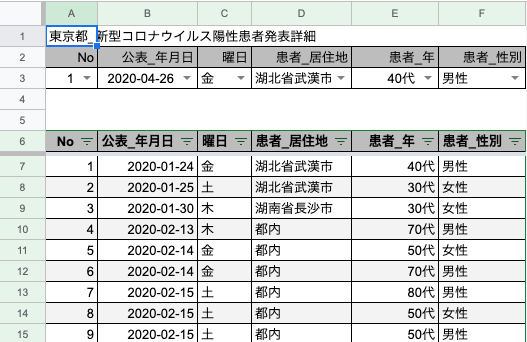 A B C D E F
1 東京都_新型コロナウイルス陽性患者発表詳細
2 No 公表_年月日 曜日 患者_居住地 患者_年 患者_性別
3 1 2020-04-26 金 湖北省武漢市 40代 男性
4
5
6 No 公表_年月日 曜日 患者_居住地 患者_年 患者_性別
7 1 2020-01-24 金 湖北省武漢市 40代 男性
8 2 2020-01-25 土 湖北省武漢市 30代 女性
9 3 2020-01-30 木 湖南省長沙市 30代 女性
10 4 2020-02-13 木 都内 70代 男性
11 5 2020-02-14 金 都内 50代 女性
12 6 2020-02-14 金 都内 70代 男性
13 7 2020-02-15 土 都内 80代 男性
14 8 2020-02-15 土 都内 50代 女性
15 9 2020-02-15 土 都内 50代 男性